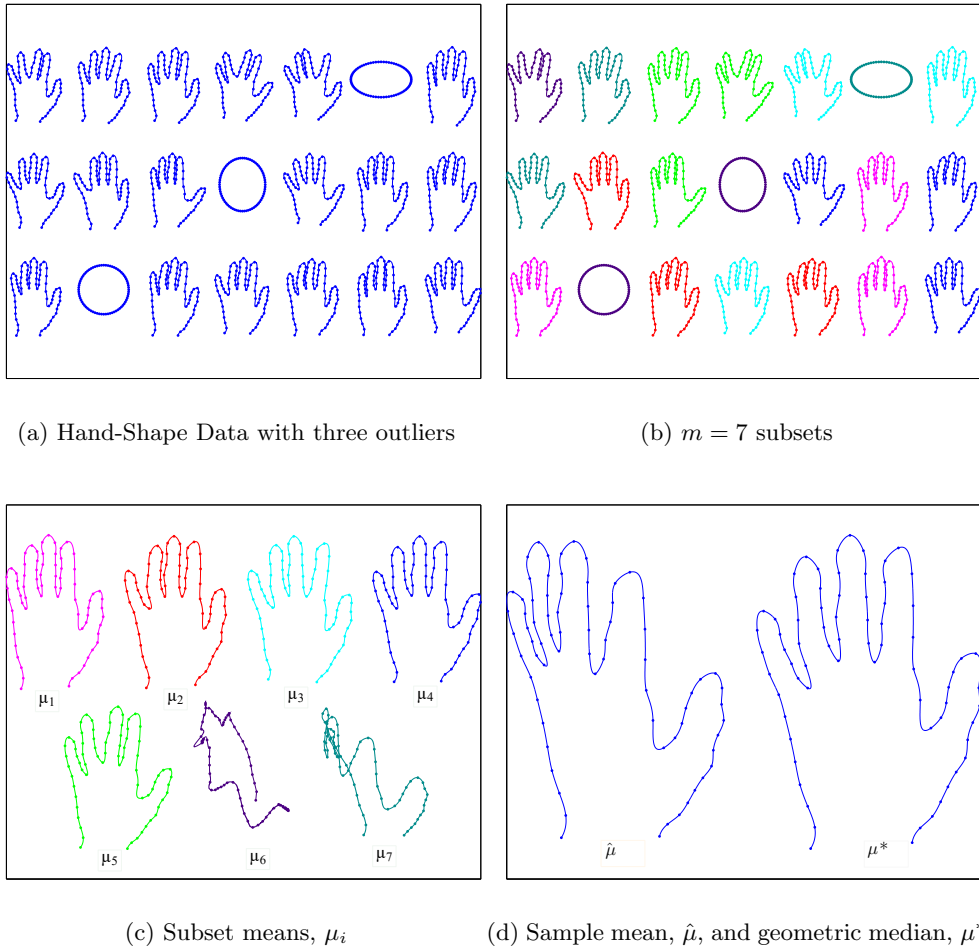 (a) Hand-Shape Data with three outliers
(b) m = 7 subsets
μ₁
μ₂
μ₃
μ₄
μ₅
μ₆
μ₇
μ̂
μ*
(c) Subset means, μᵢ
(d) Sample mean, μ̂, and geometric median, μ